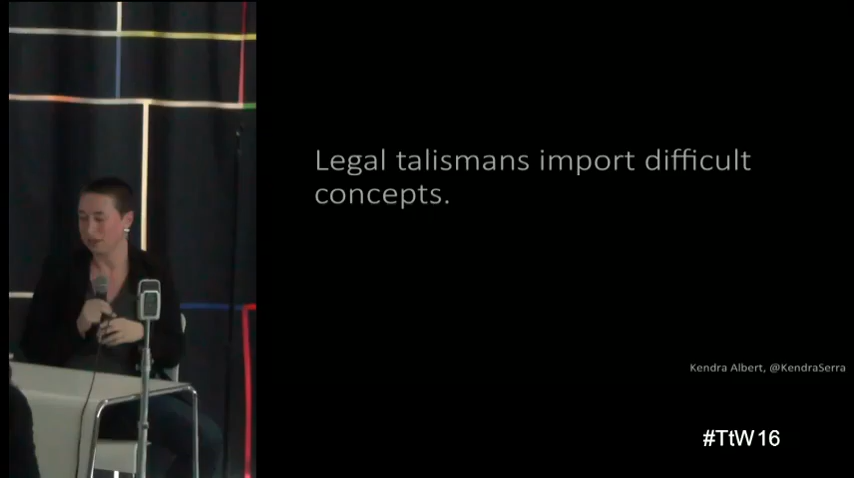 Legal talismans import difficult
concepts.
Kendra Albert, @KendraSerra
#TtW16